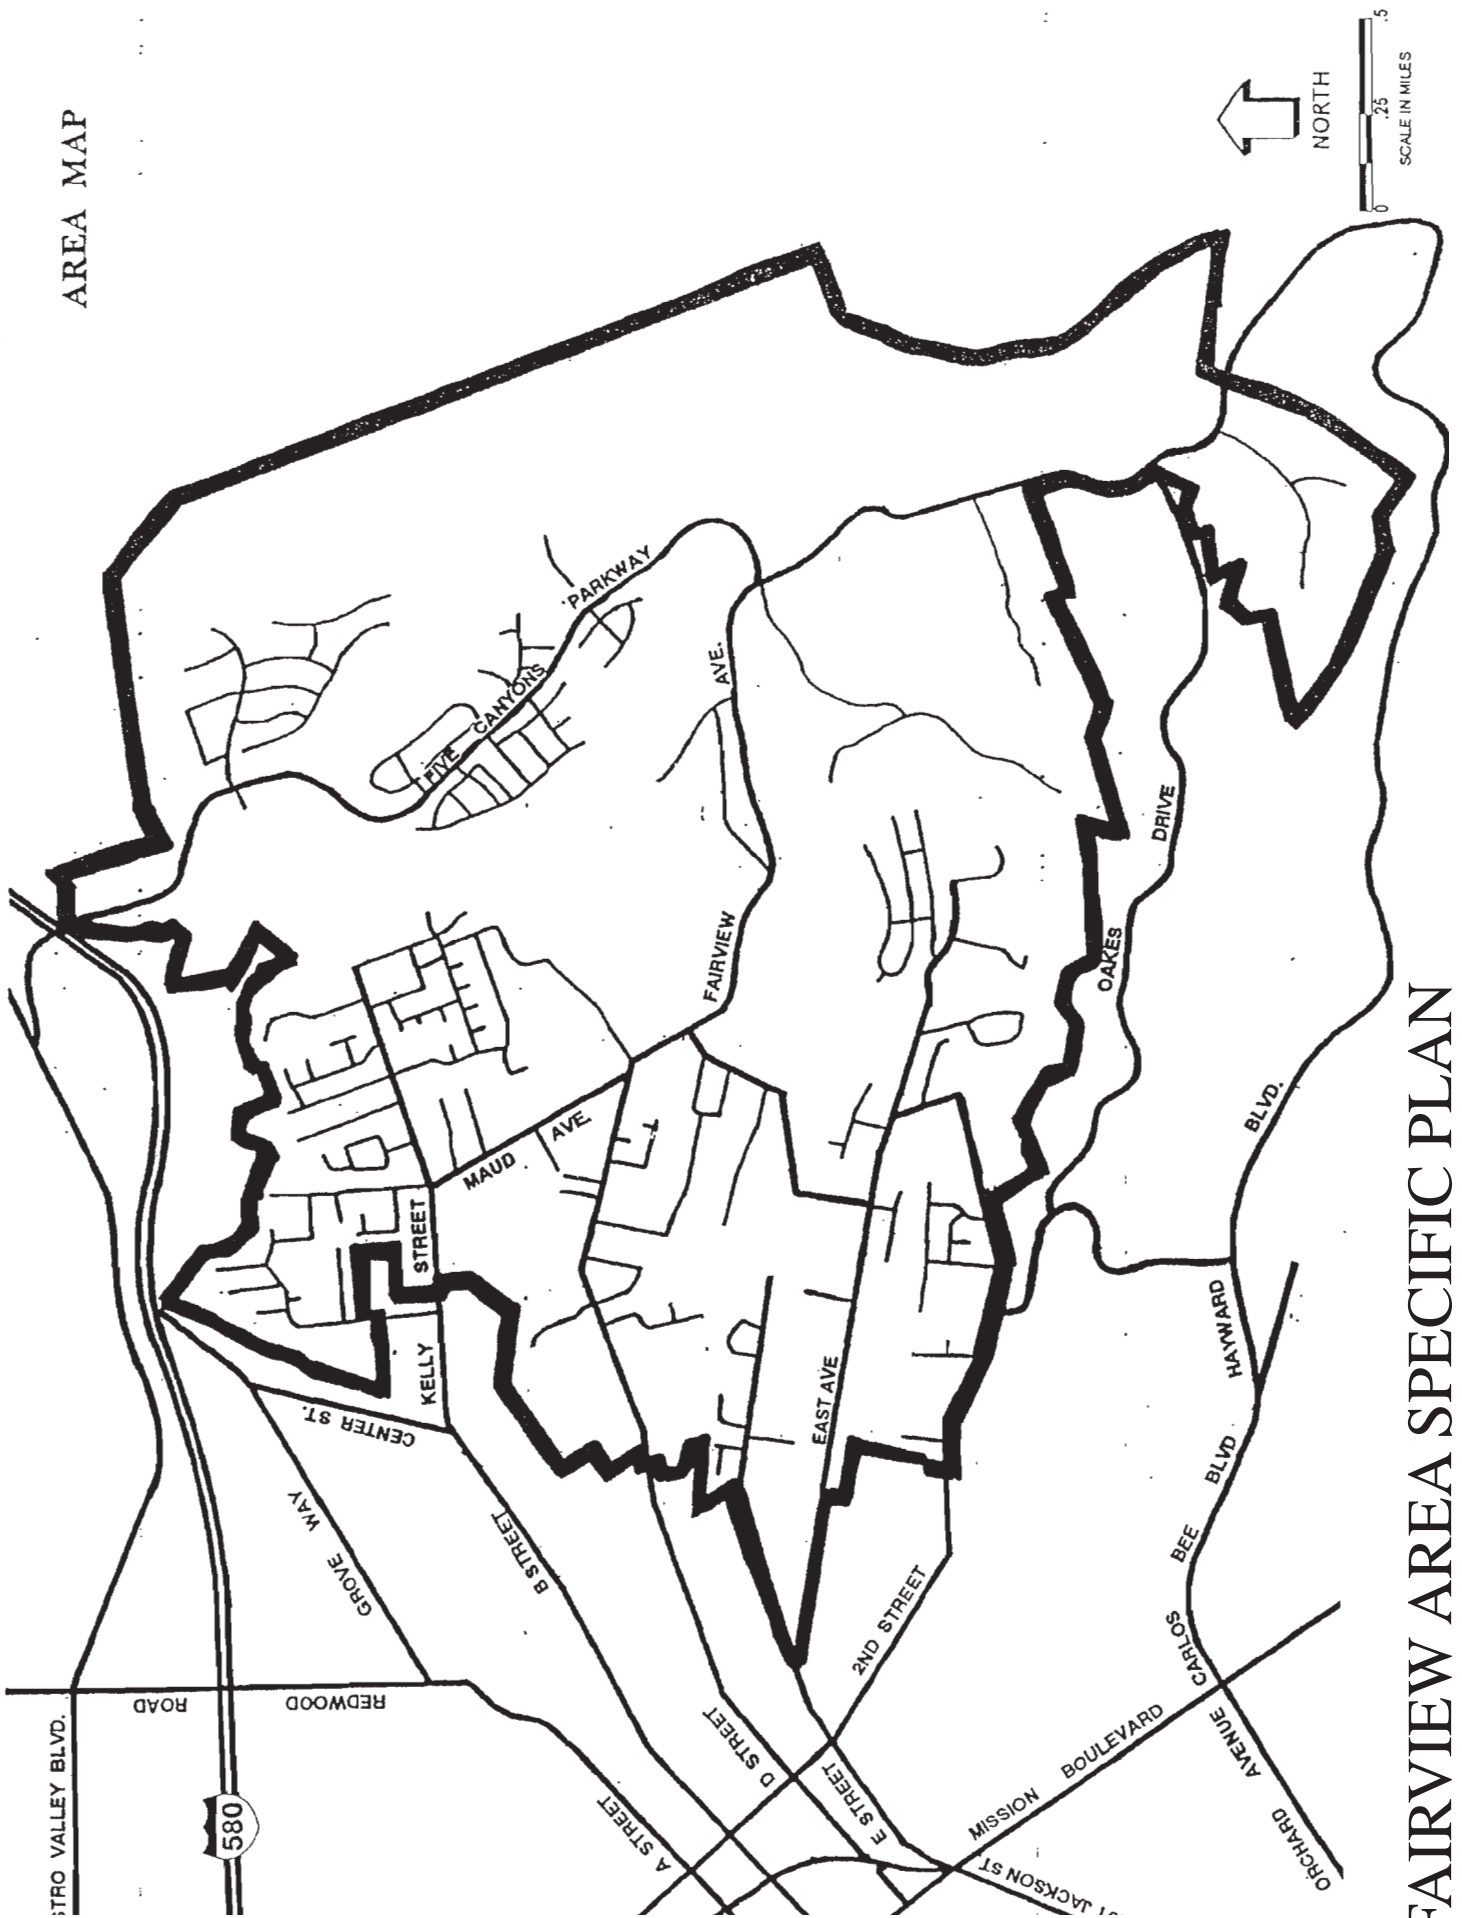 AREA MAP
NORTH
0 .25 .5
SCALE IN MILES
FIVE CANYONS PARKWAY
FAIRVIEW AVE.
OAKES DRIVE
MAUD AVE.
KELLY STREET
CENTER ST.
GROVE WAY
B STREET
EAST AVE
HAYWARD BLVD.
CARLOS BEE BLVD
2ND STREET
D STREET
E STREET
A STREET
REDWOOD ROAD
580
STRO VALLEY BLVD.
MISSION BOULEVARD
ORCHARD AVENUE
JACKSON ST
FAIRVIEW AREA SPECIFIC PLAN